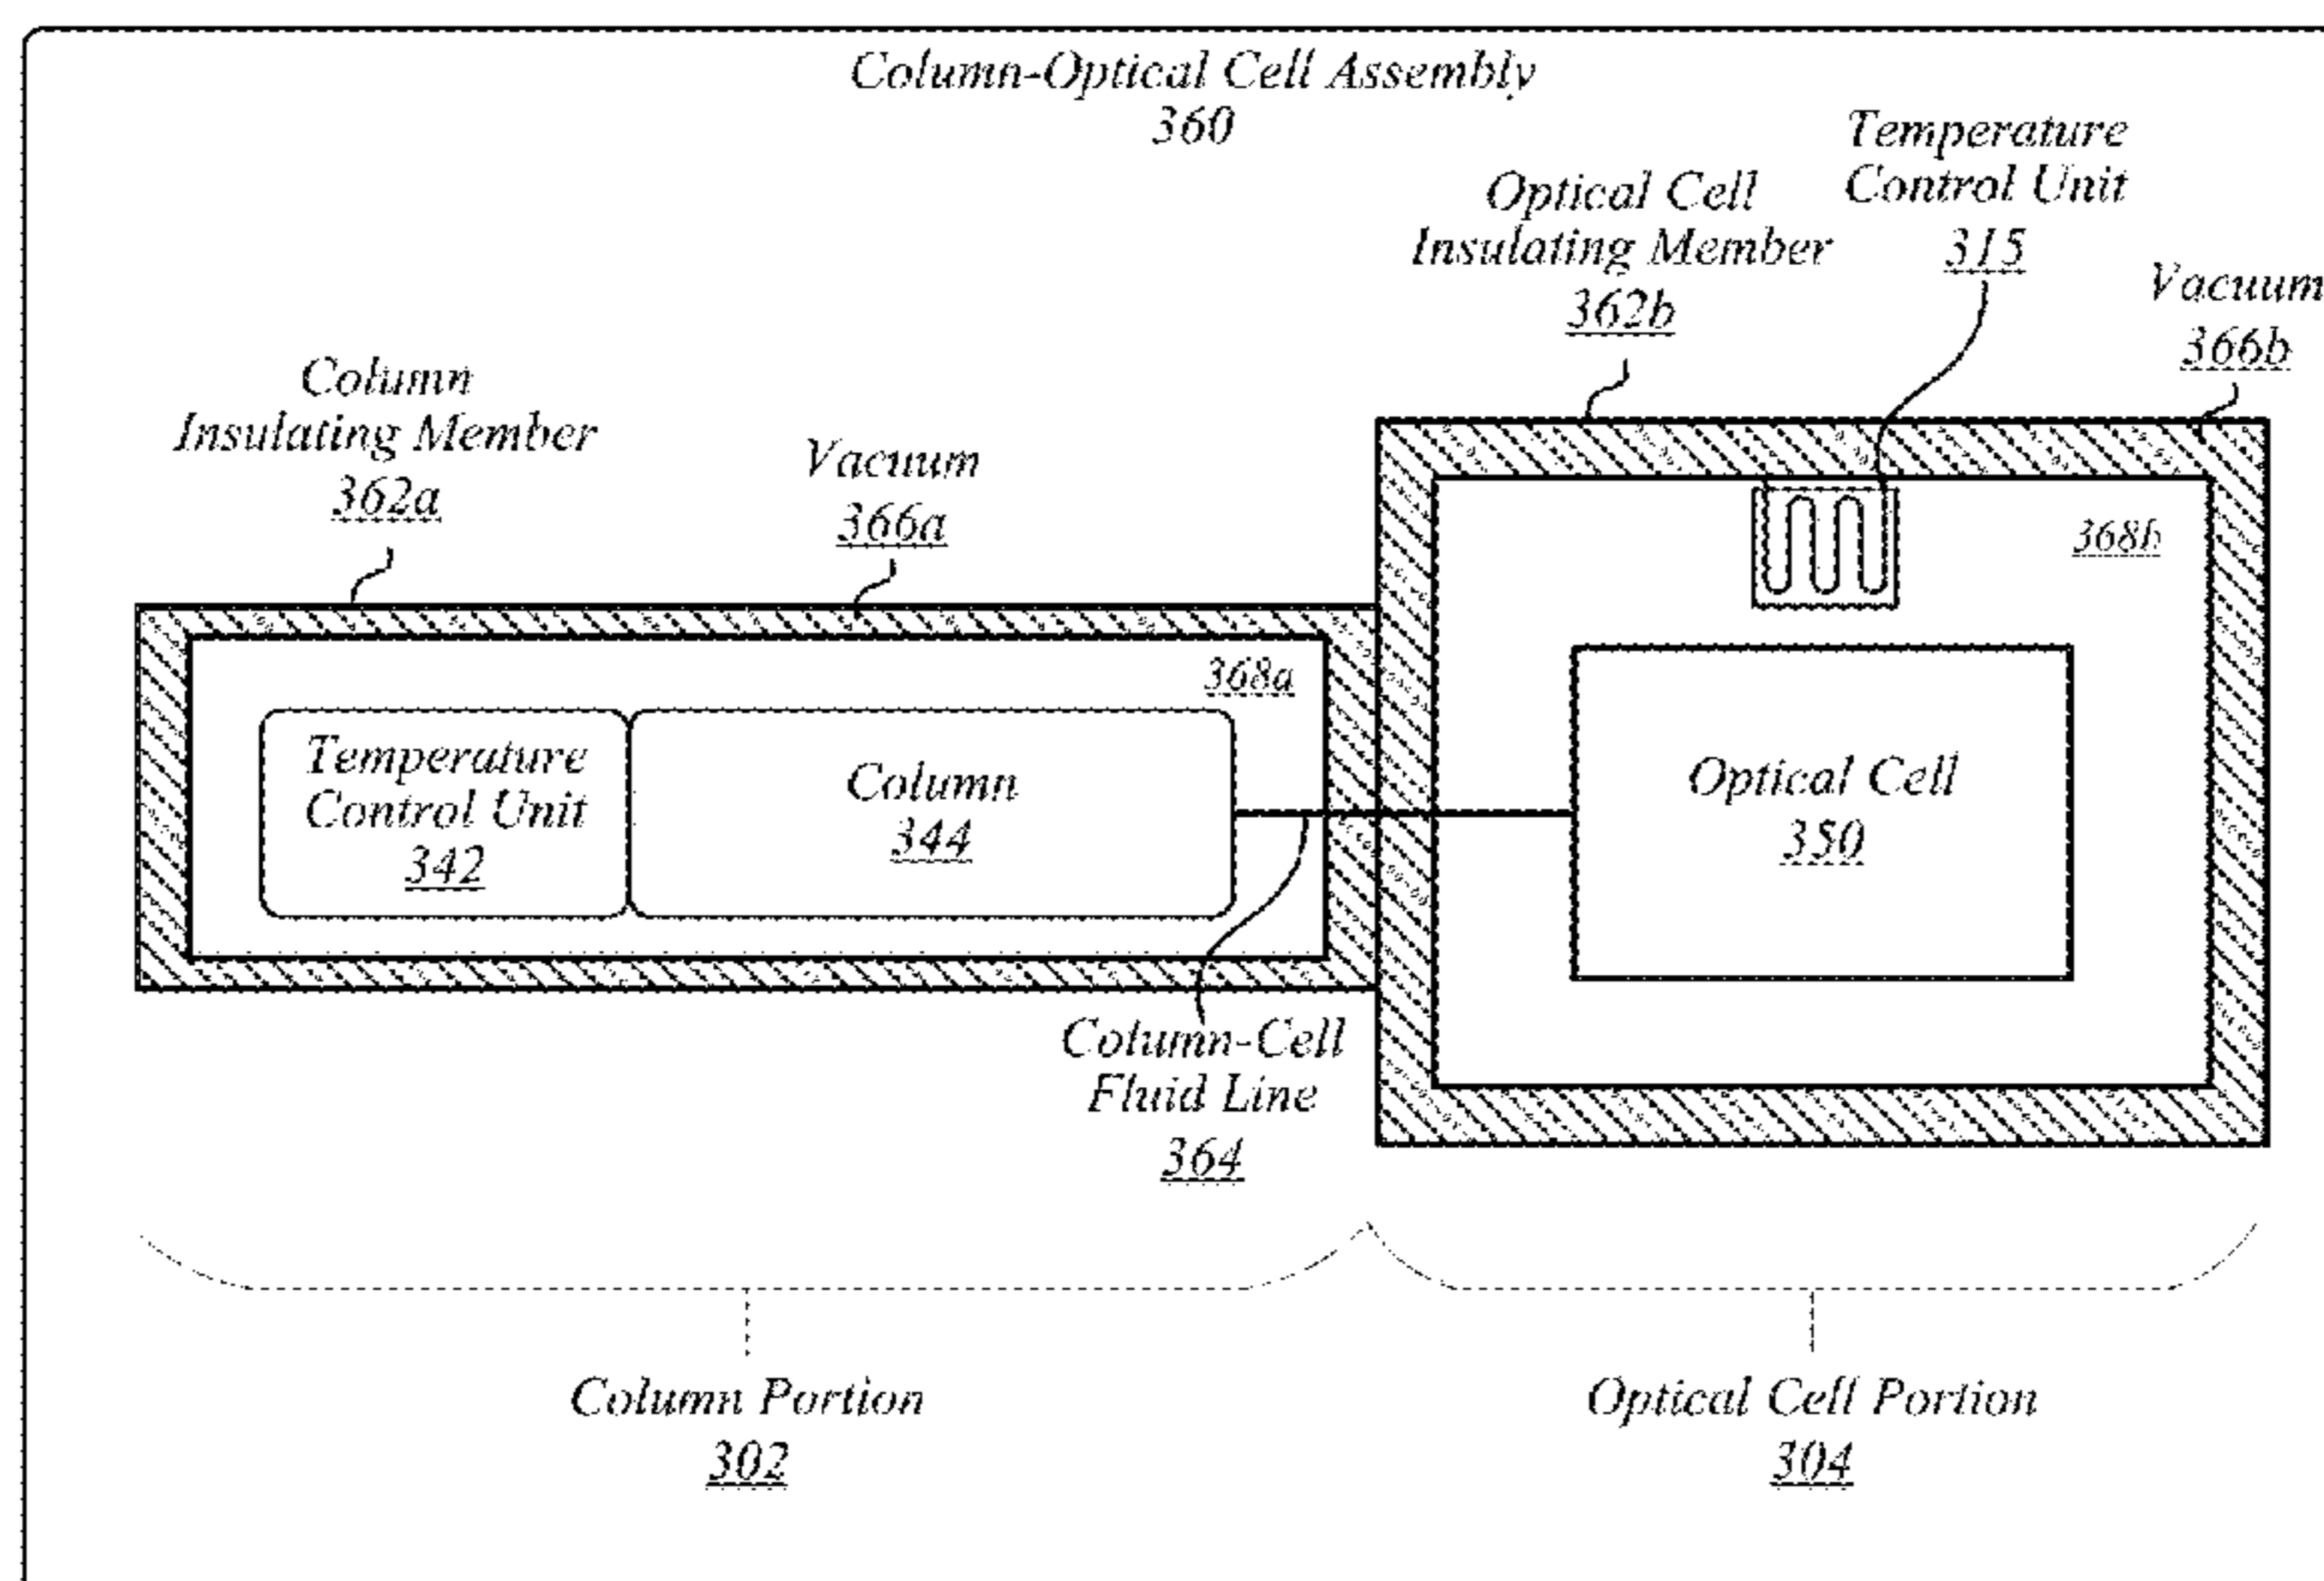 Column-Optical Cell Assembly
360
Temperature
Control Unit
315
Optical Cell
Insulating Member
362b
Vacuum
366b
Column
Insulating Member
362a
Vacuum
366a
368b
368a
Temperature
Control Unit
342
Column
344
Optical Cell
350
Column-Cell
Fluid Line
364
Column Portion
302
Optical Cell Portion
304